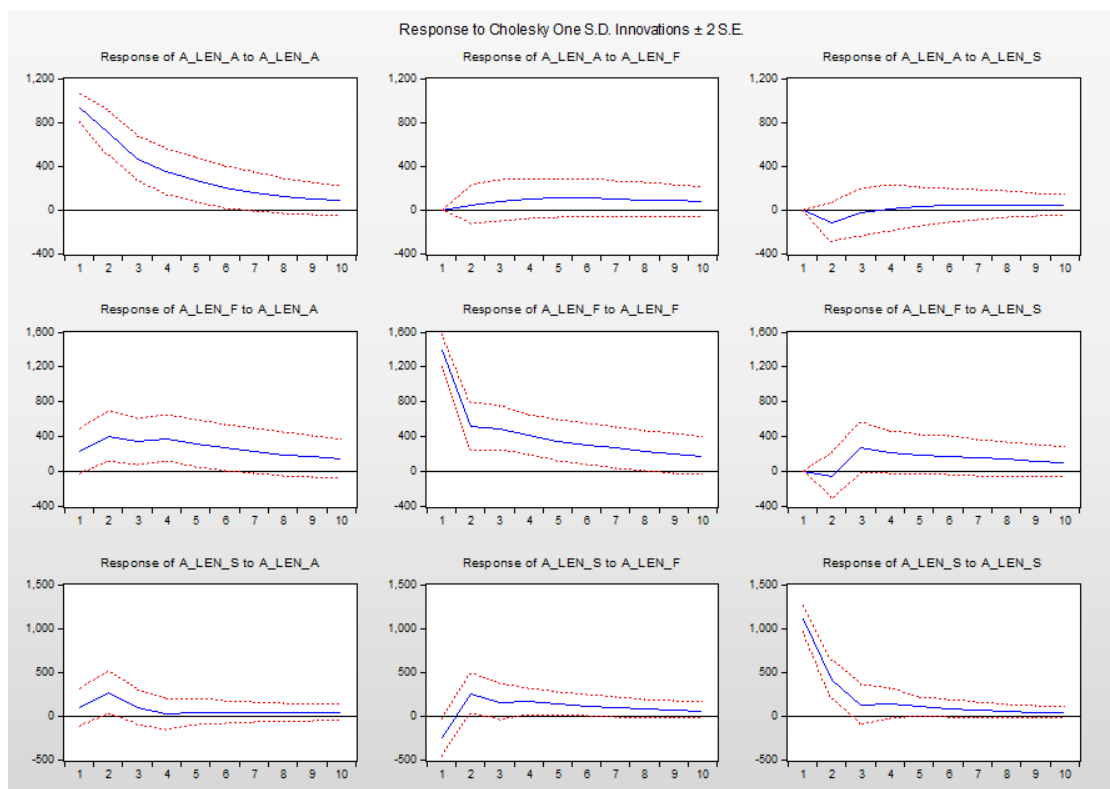 Response to Cholesky One S.D. Innovations ± 2 S.E.
Response of A_LEN_A to A_LEN_A
1,200
800
400
0
-400
1 2 3 4 5 6 7 8 9 10
Response of A_LEN_A to A_LEN_F
1,200
800
400
0
-400
1 2 3 4 5 6 7 8 9 10
Response of A_LEN_A to A_LEN_S
1,200
800
400
0
-400
1 2 3 4 5 6 7 8 9 10
Response of A_LEN_F to A_LEN_A
1,600
1,200
800
400
0
-400
1 2 3 4 5 6 7 8 9 10
Response of A_LEN_F to A_LEN_F
1,600
1,200
800
400
0
-400
1 2 3 4 5 6 7 8 9 10
Response of A_LEN_F to A_LEN_S
1,600
1,200
800
400
0
-400
1 2 3 4 5 6 7 8 9 10
Response of A_LEN_S to A_LEN_A
1,500
1,000
500
0
-500
1 2 3 4 5 6 7 8 9 10
Response of A_LEN_S to A_LEN_F
1,500
1,000
500
0
-500
1 2 3 4 5 6 7 8 9 10
Response of A_LEN_S to A_LEN_S
1,500
1,000
500
0
-500
1 2 3 4 5 6 7 8 9 10